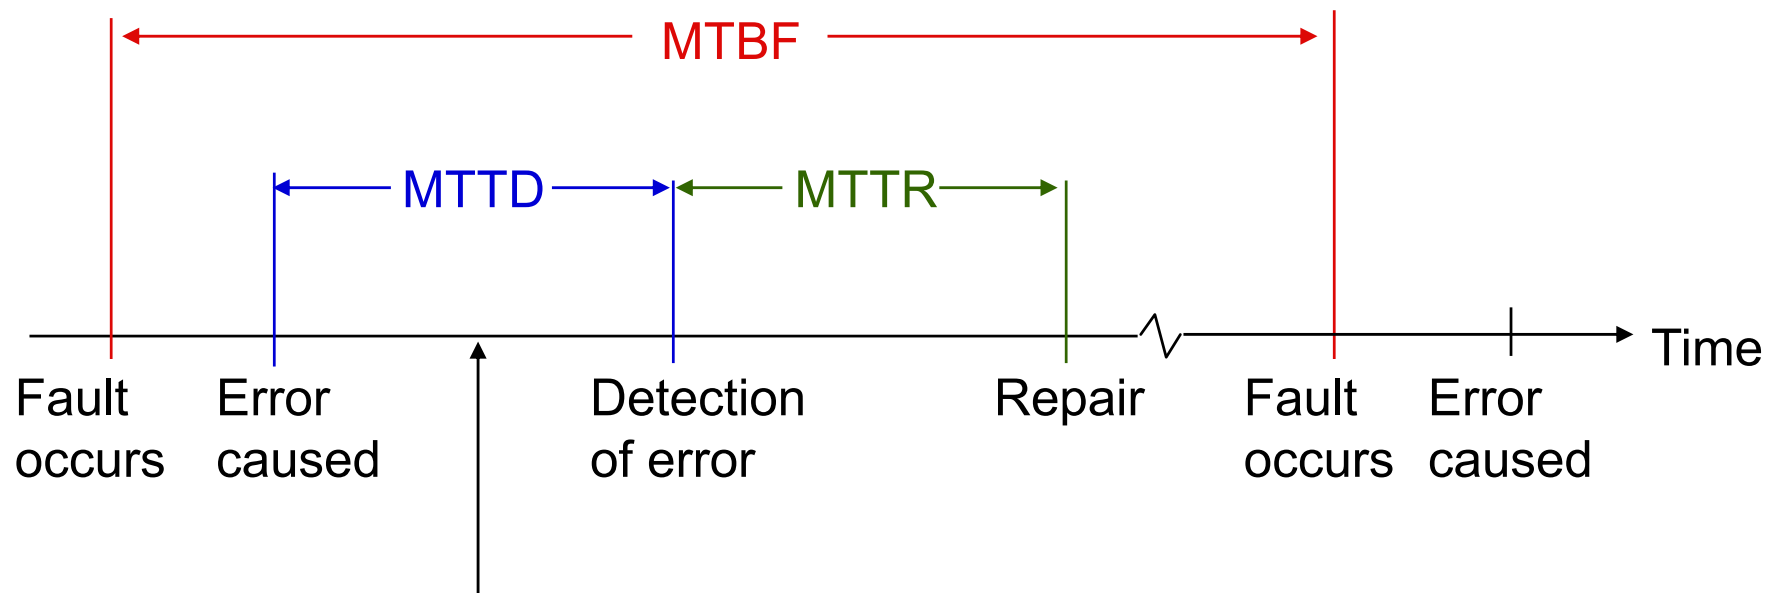 MTBF
MTTD
MTTR
Time
Fault
occurs
Error
caused
Detection
of error
Repair
Fault
occurs
Error
caused